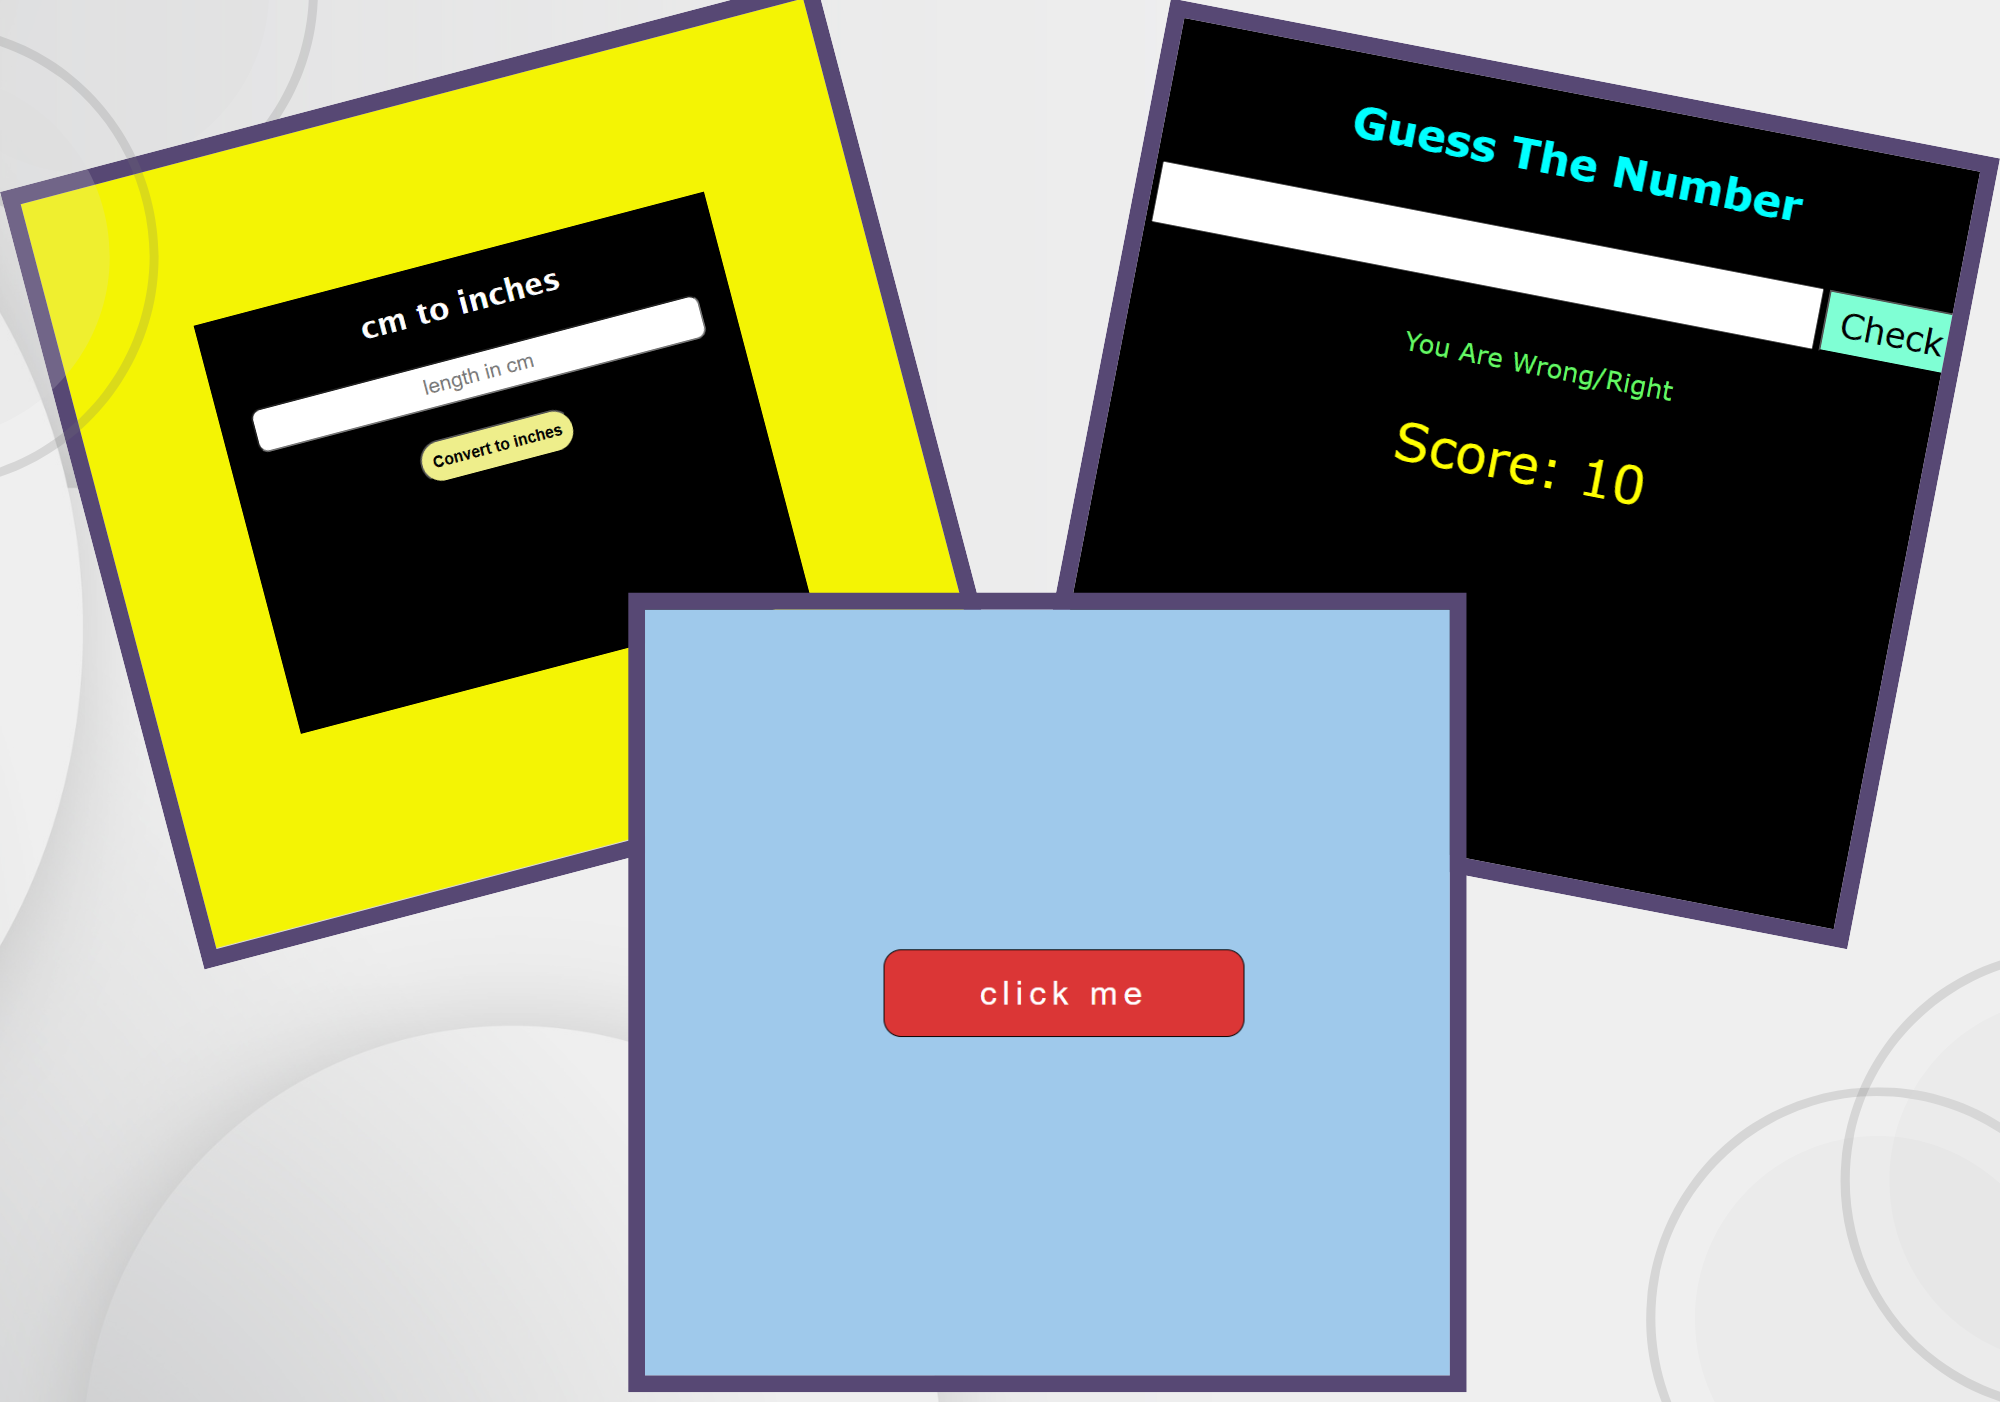 cm to inches
length in cm
Convert to inches
Guess The Number
Check
You Are Wrong/Right
Score: 10
click me